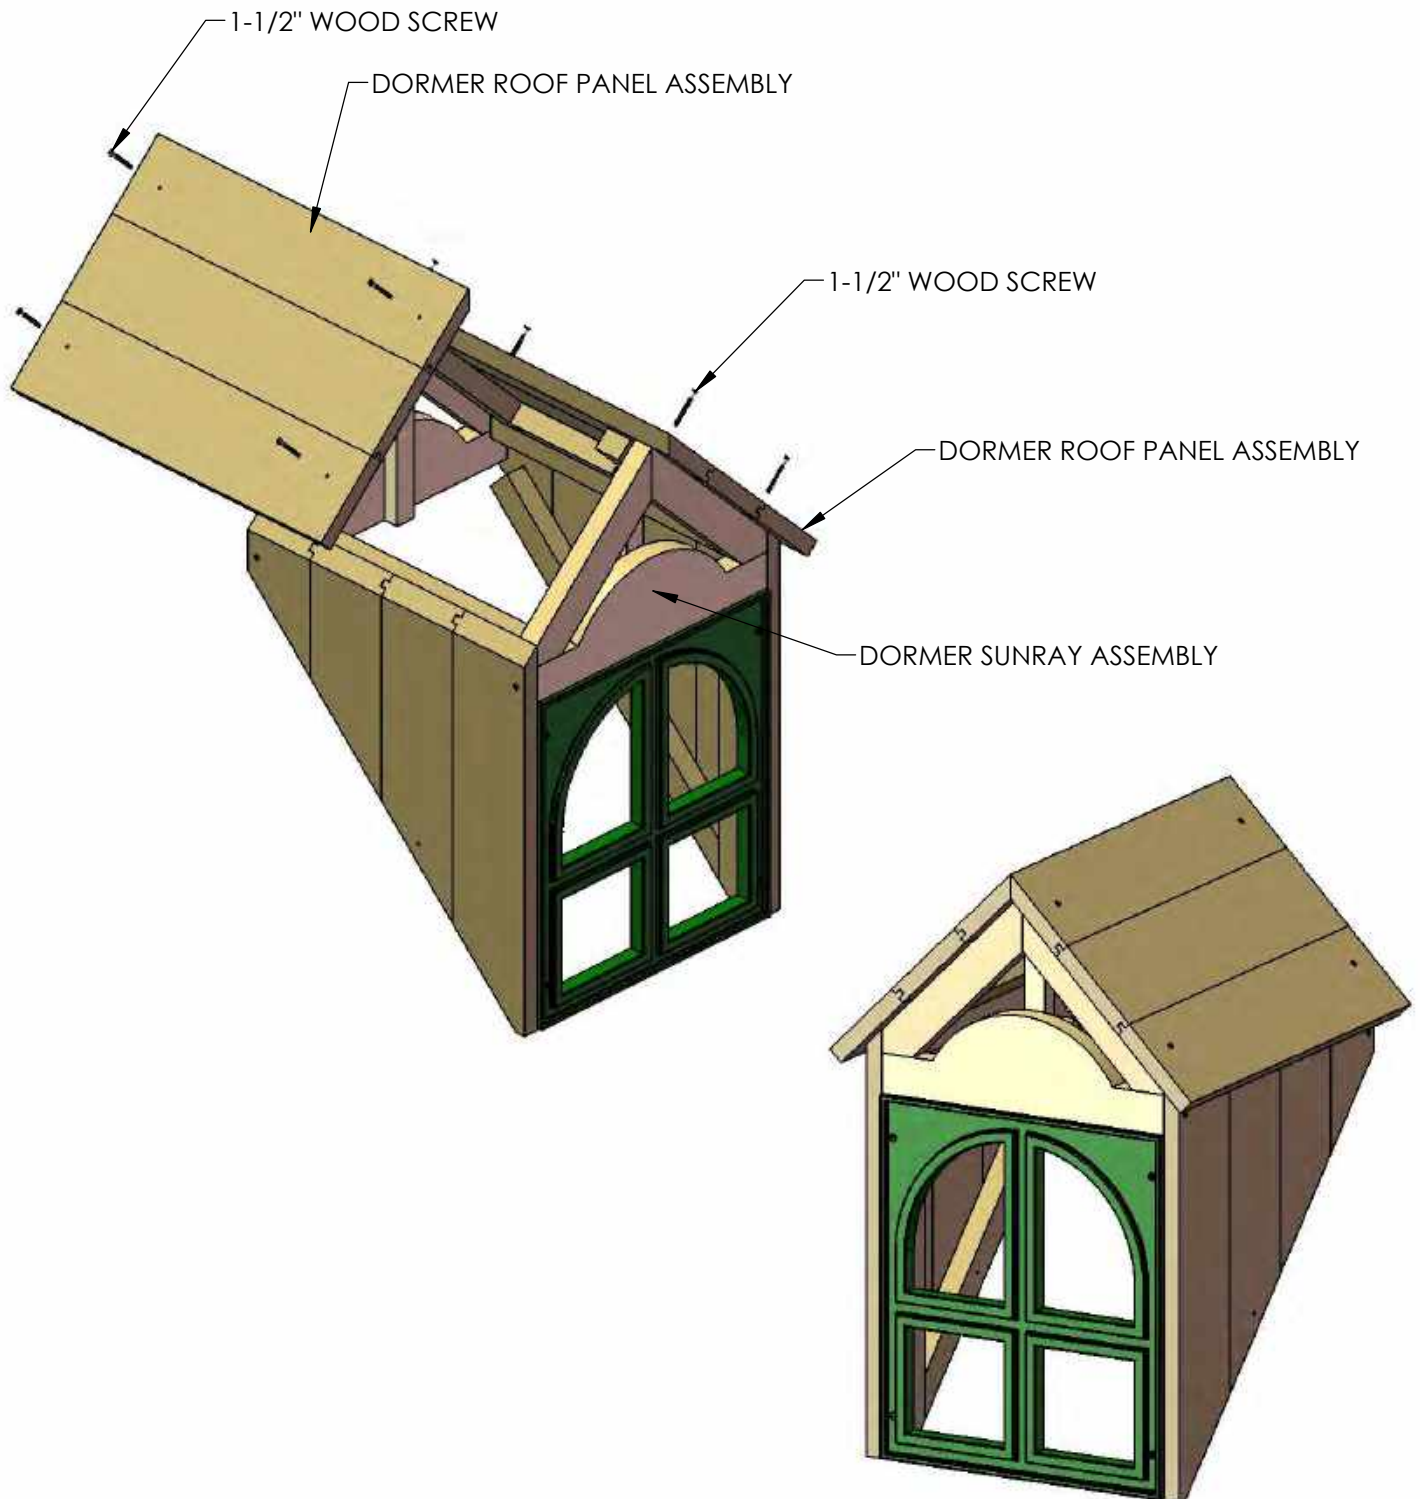 1-1/2" WOOD SCREW
DORMER ROOF PANEL ASSEMBLY
1-1/2" WOOD SCREW
DORMER ROOF PANEL ASSEMBLY
DORMER SUNRAY ASSEMBLY